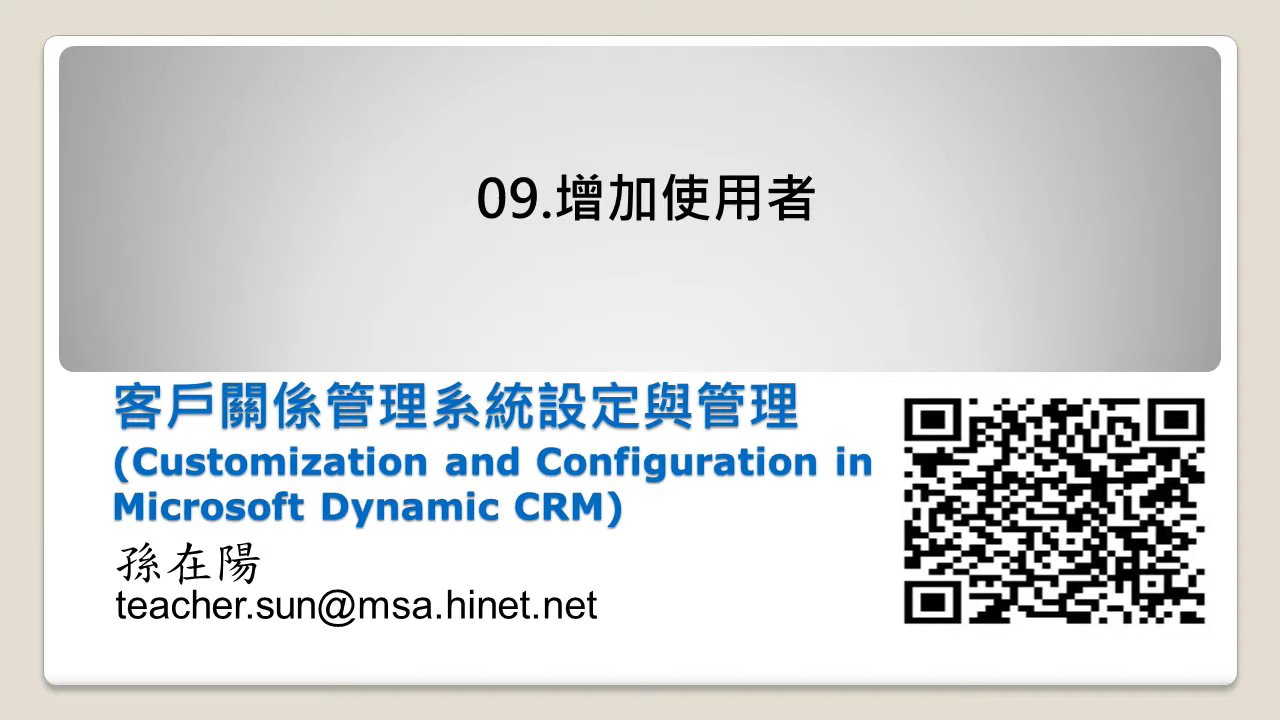 09.增加使用者
客戶關係管理系統設定與管理
(Customization and Configuration in
Microsoft Dynamic CRM)
孫在陽
teacher.sun@msa.hinet.net